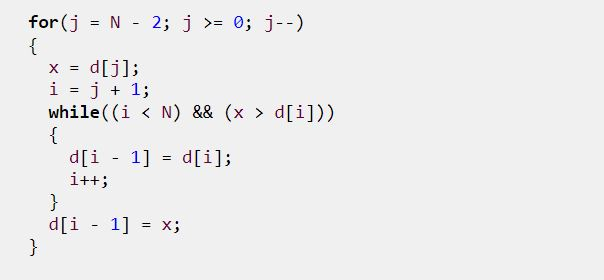 for(j = N - 2; j >= 0; j--)
{
  x = d[j];
  i = j + 1;
  while((i < N) && (x > d[i]))
  {
    d[i - 1] = d[i];
    i++;
  }
  d[i - 1] = x;
}